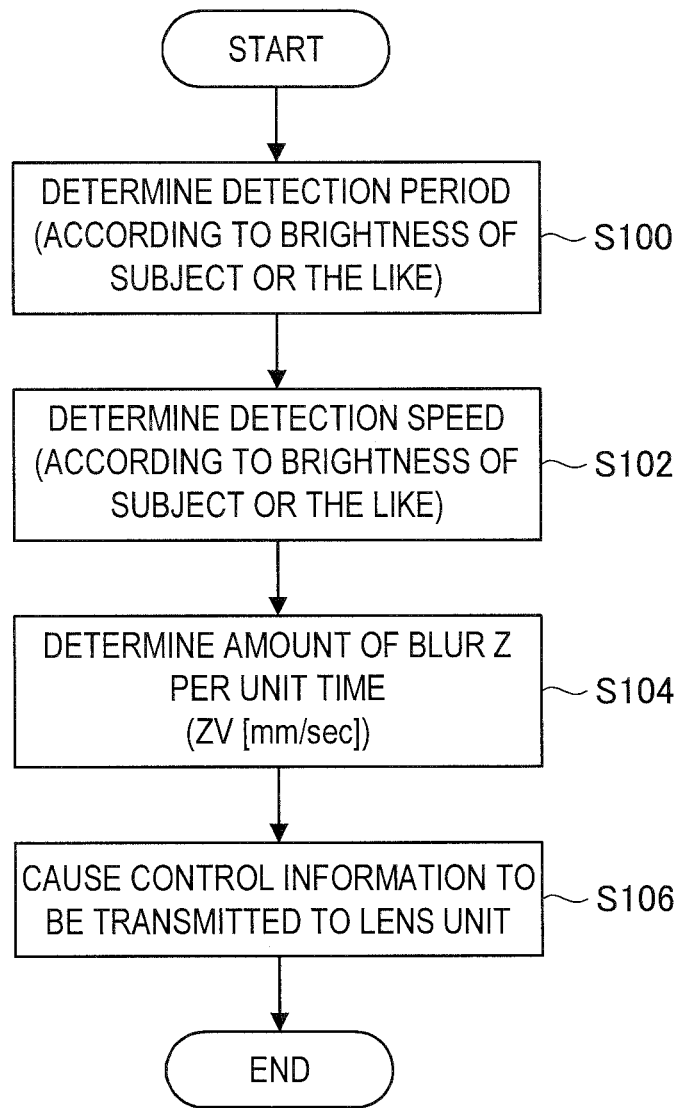 START
DETERMINE DETECTION PERIOD
(ACCORDING TO BRIGHTNESS OF
SUBJECT OR THE LIKE)
S100
DETERMINE DETECTION SPEED
(ACCORDING TO BRIGHTNESS OF
SUBJECT OR THE LIKE)
S102
DETERMINE AMOUNT OF BLUR Z
PER UNIT TIME
(ZV [mm/sec])
S104
CAUSE CONTROL INFORMATION TO
BE TRANSMITTED TO LENS UNIT
S106
END